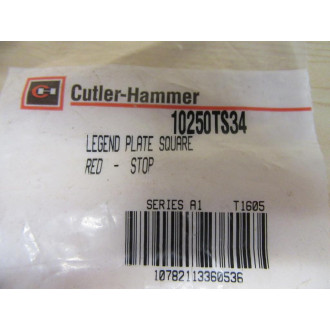 Cutler-Hammer
10250TS34
LEGEND PLATE SQUARE
RED - STOP
SERIES A1 T1605
10782113360536